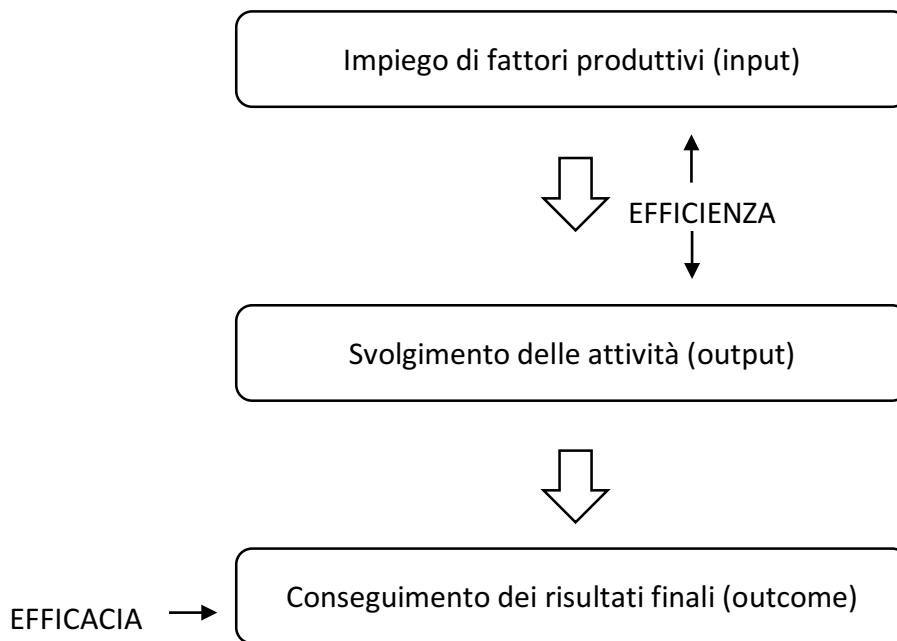 Impiego di fattori produttivi (input)
EFFICIENZA
Svolgimento delle attività (output)
Conseguimento dei risultati finali (outcome)
EFFICACIA